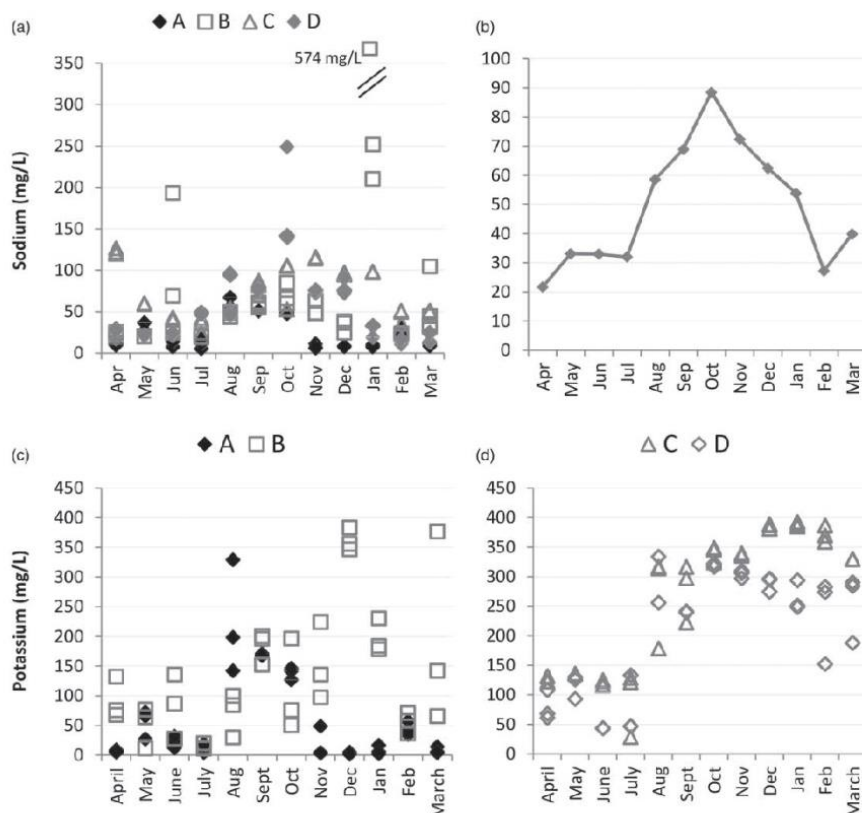 (a)
A B C D
574 mg/L
350
300
250
200
150
100
50
0
Sodium (mg/L)
Apr
May
Jun
Jul
Aug
Sep
Oct
Nov
Dec
Jan
Feb
Mar
(b)
100
90
80
70
60
50
40
30
20
10
0
Apr
May
Jun
Jul
Aug
Sep
Oct
Nov
Dec
Jan
Feb
Mar
(c)
A B
450
400
350
300
250
200
150
100
50
0
Potassium (mg/L)
April
May
June
July
Aug
Sept
Oct
Nov
Dec
Jan
Feb
March
(d)
C D
450
400
350
300
250
200
150
100
50
0
April
May
June
July
Aug
Sept
Oct
Nov
Dec
Jan
Feb
March